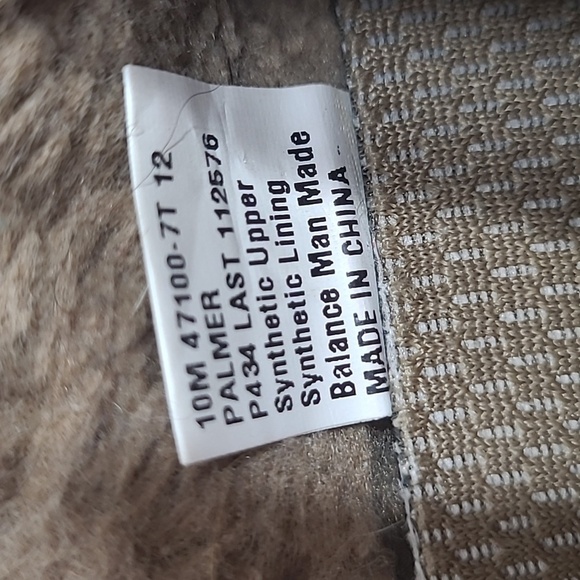 10M 47100-7T 12
PALMER
P434 LAST 112576
Synthetic Upper
Synthetic Lining
Balance Man Made
MADE IN CHINA